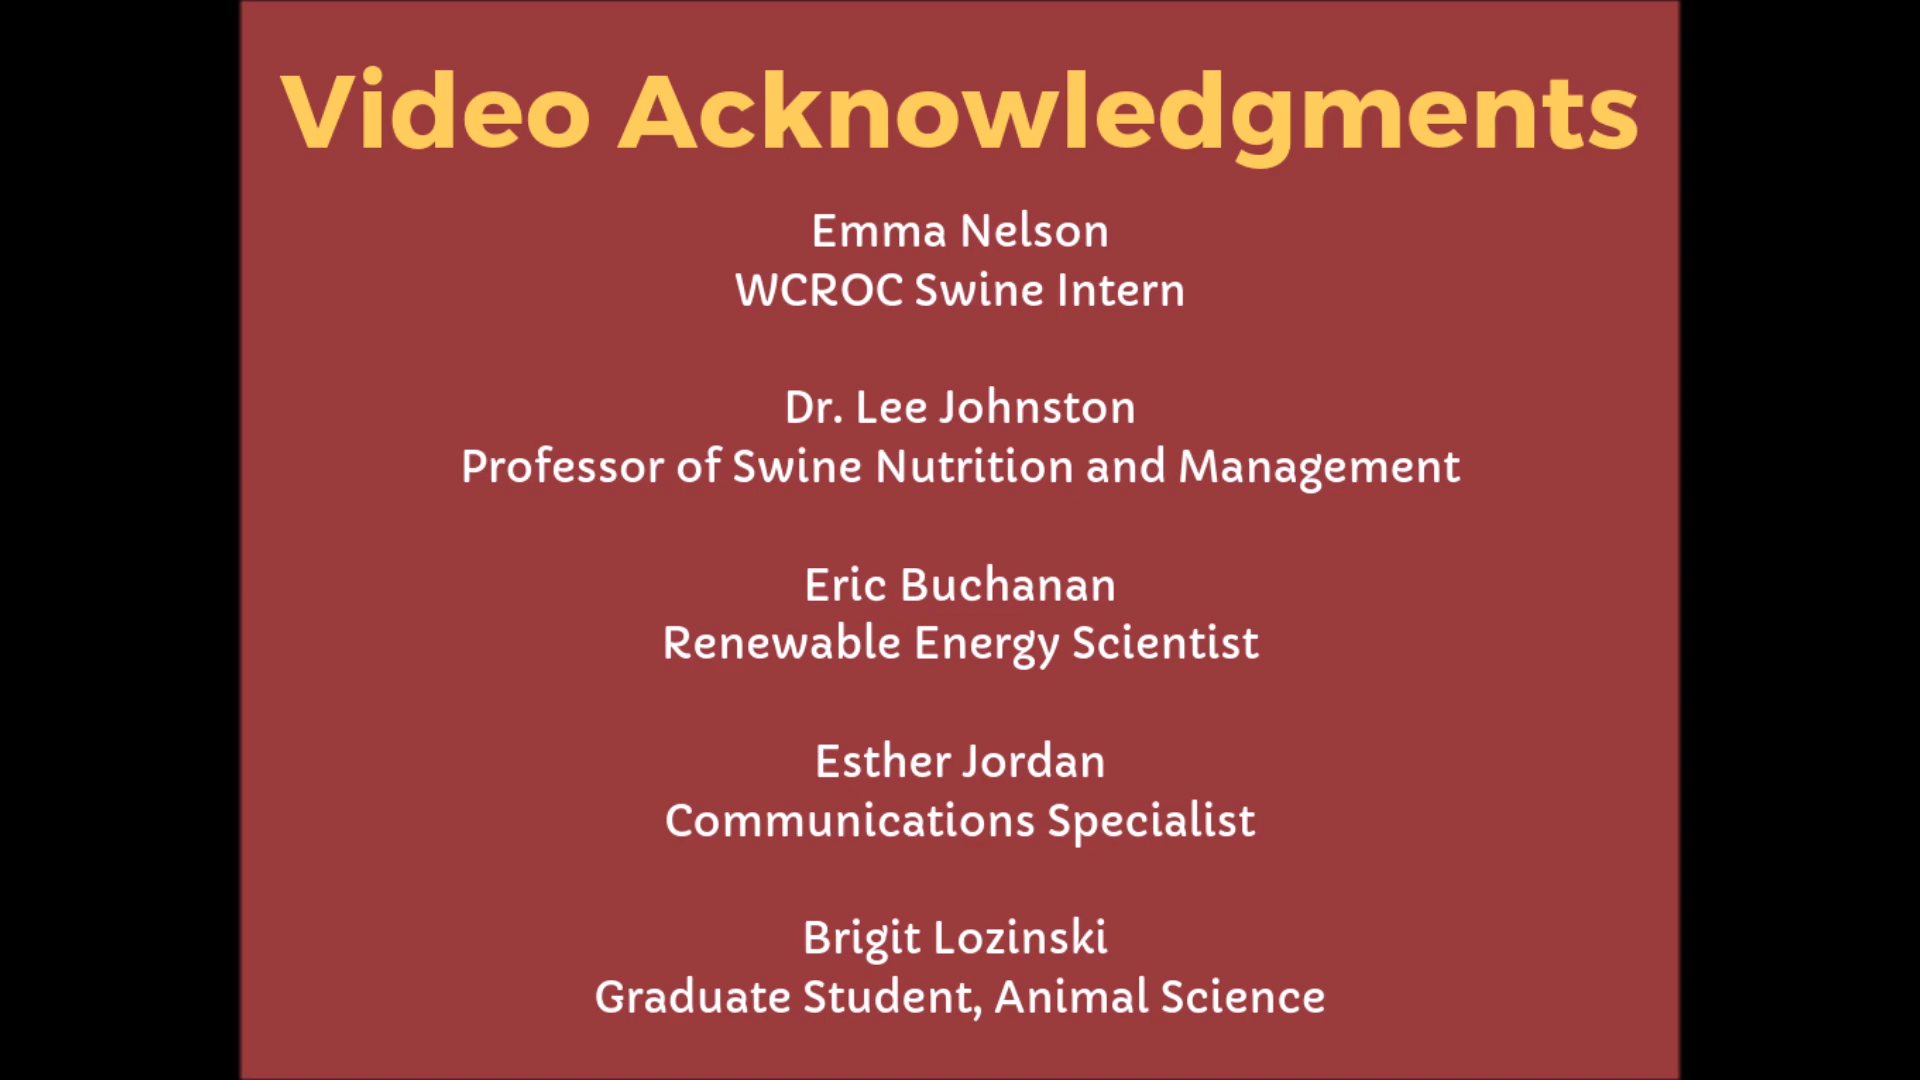 Video Acknowledgments
Emma Nelson
WCROC Swine Intern
Dr. Lee Johnston
Professor of Swine Nutrition and Management
Eric Buchanan
Renewable Energy Scientist
Esther Jordan
Communications Specialist
Brigit Lozinski
Graduate Student, Animal Science